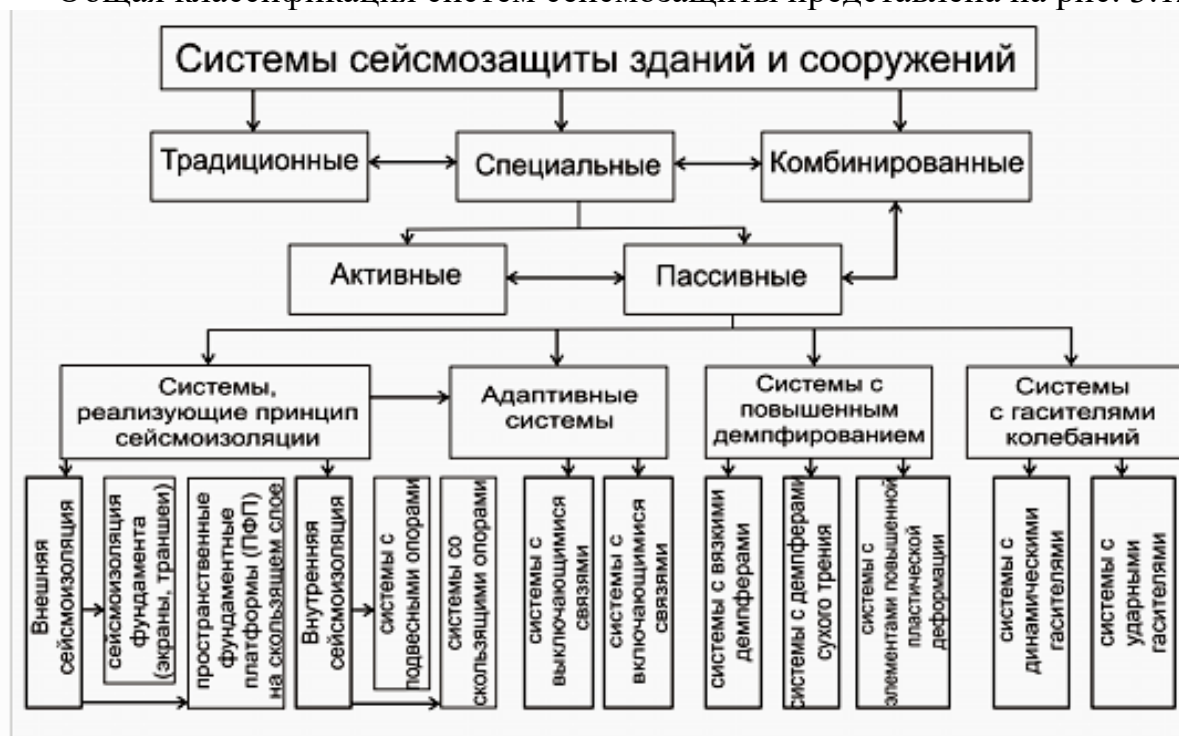 Общая классификация систем сейсмозащиты представлена на рис. 3.1
Системы сейсмозащиты зданий и сооружений
Традиционные
Специальные
Комбинированные
Активные
Пассивные
Системы,
реализующие принцип
сейсмоизоляции
Адаптивные
системы
Системы с
повышенным
демпфированием
Системы
с гасителями
колебаний
Внешняя
сейсмоизоляция
сейсмоизоляция
фундамента
(экраны, траншеи)
пространственные
фундаментные
платформы (ПФП)
на скользящем слое
Внутренняя
сейсмоизоляция
системы с
подвесными опорами
системы со
скользящими опорами
системы с
выключающимися
связями
системы с
включающимися
связями
системы с вязкими
демпферами
системы с демпферами
сухого трения
системы с
элементами повышенной
пластической
деформации
системы с
динамическими
гасителями
системы с
ударными
гасителями